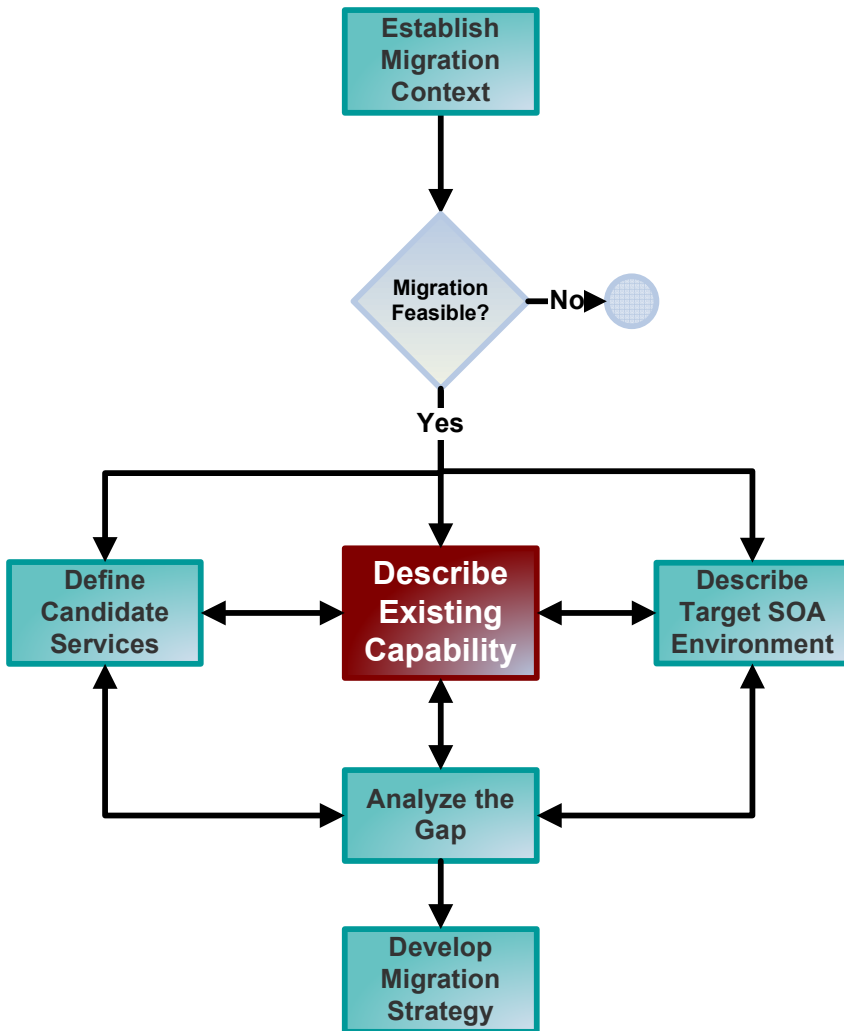 Establish
Migration
Context
Migration
Feasible?
No
Yes
Define
Candidate
Services
Describe
Existing
Capability
Describe
Target SOA
Environment
Analyze the
Gap
Develop
Migration
Strategy